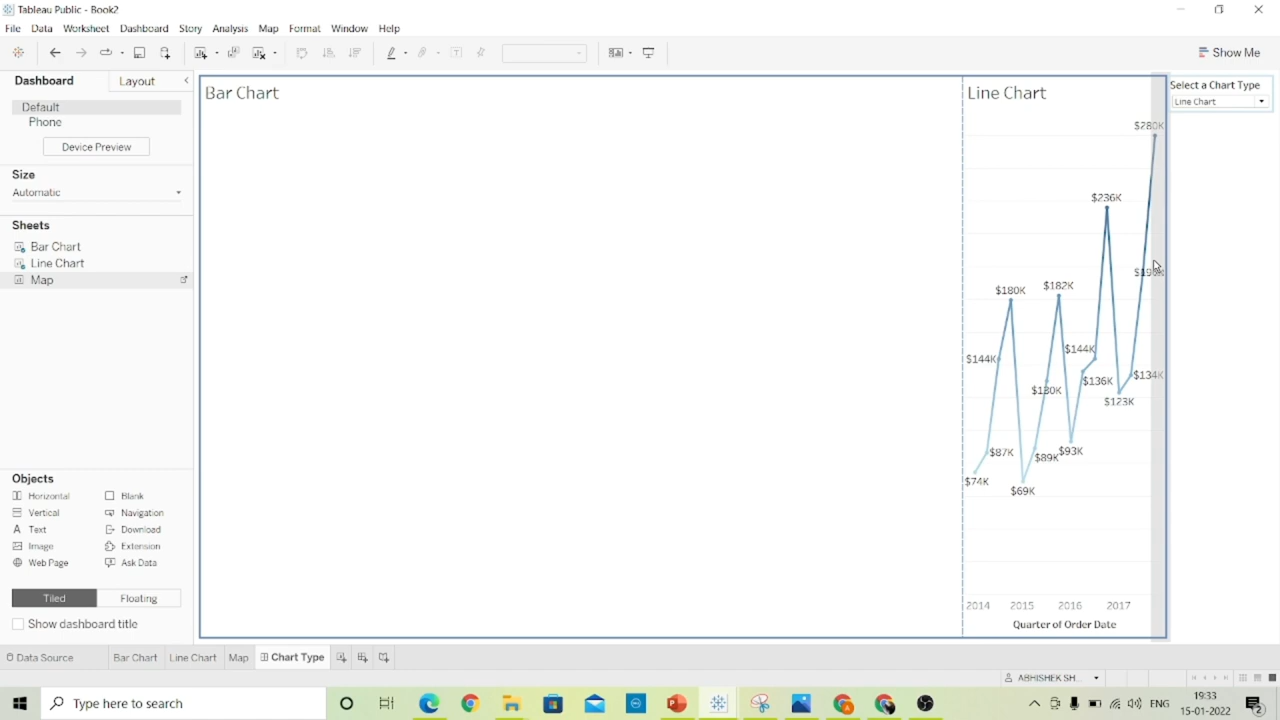 Tableau Public - Book2
File Data Worksheet Dashboard Story Analysis Map Format Window Help
Show Me
Dashboard Layout
Default
Phone
Device Preview
Size
Automatic
Sheets
Bar Chart
Line Chart
Map
Objects
Horizontal Blank
Vertical Navigation
Text Download
Image Extension
Web Page Ask Data
Tiled Floating
Show dashboard title
Bar Chart
Line Chart
$280K
$236K
$180K
$182K
$144K
$144K
$136K
$130K
$134K
$123K
$87K
$89K
$93K
$74K
$69K
2014 2015 2016 2017
Quarter of Order Date
Select a Chart Type
Line Chart
Data Source Bar Chart Line Chart Map Chart Type
ABHISHEK SH...
Type here to search
ENG
19:33
15-01-2022
2